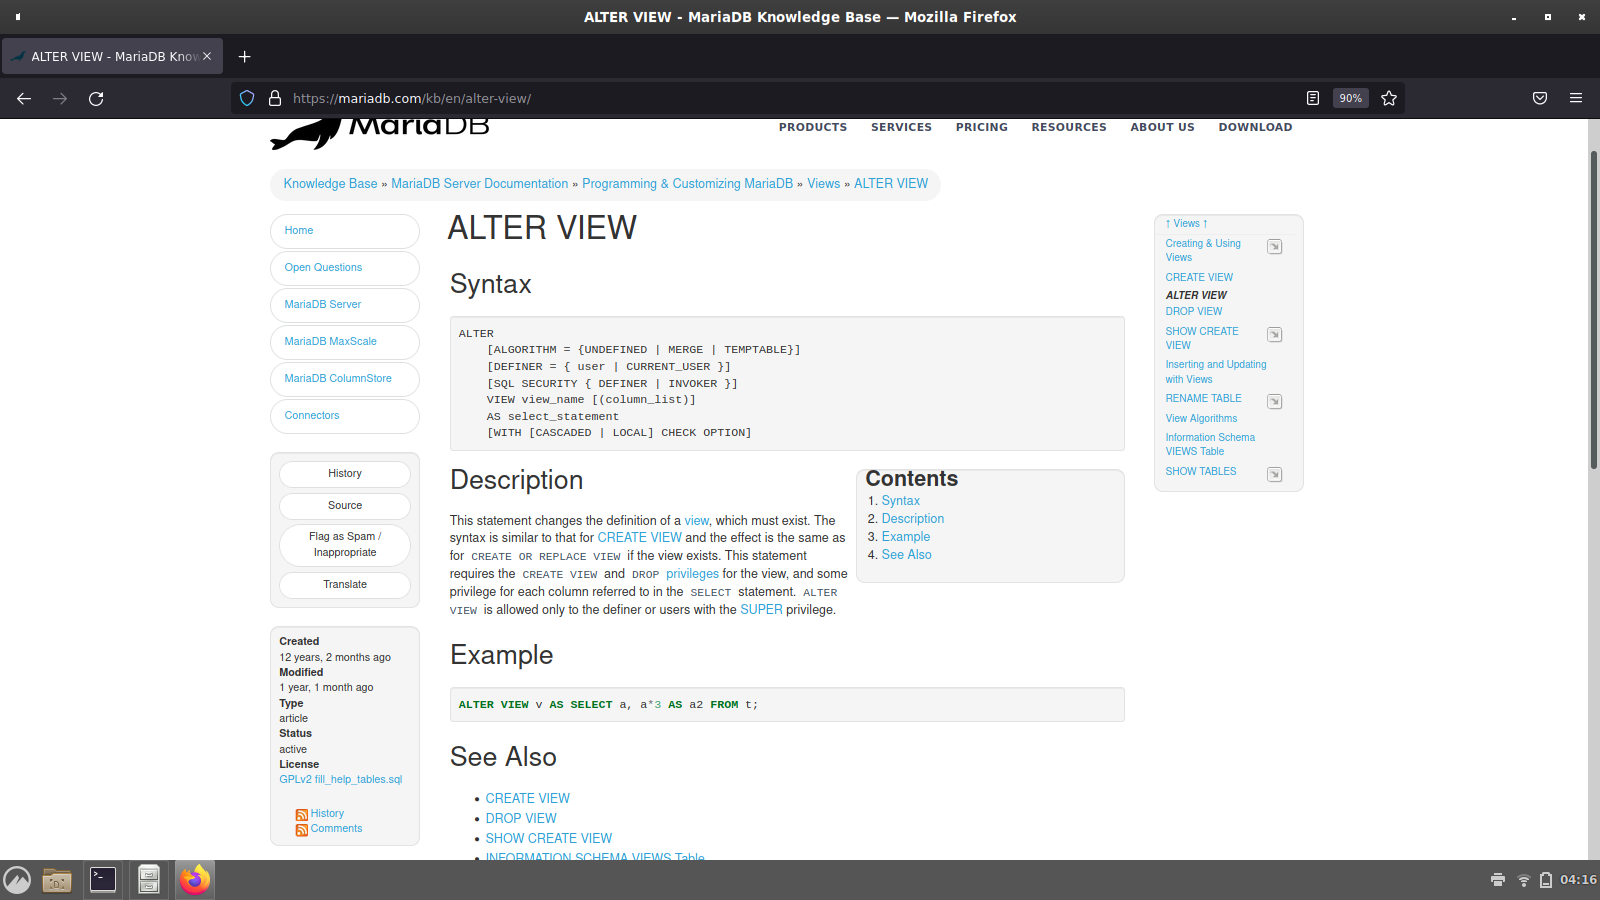 ALTER VIEW - MariaDB Knowledge Base — Mozilla Firefox
ALTER VIEW - MariaDB Know
https://mariadb.com/kb/en/alter-view/
90%
MariaDB
PRODUCTS SERVICES PRICING RESOURCES ABOUT US DOWNLOAD
Knowledge Base » MariaDB Server Documentation » Programming & Customizing MariaDB » Views » ALTER VIEW
Home
Open Questions
MariaDB Server
MariaDB MaxScale
MariaDB ColumnStore
Connectors
History
Source
Flag as Spam /
Inappropriate
Translate
Created
12 years, 2 months ago
Modified
1 year, 1 month ago
Type
article
Status
active
License
GPLv2 fill_help_tables.sql
History
Comments
ALTER VIEW
Syntax
ALTER
[ALGORITHM = {UNDEFINED | MERGE | TEMPTABLE}]
[DEFINER = { user | CURRENT_USER }]
[SQL SECURITY { DEFINER | INVOKER }]
VIEW view_name [(column_list)]
AS select_statement
[WITH [CASCADED | LOCAL] CHECK OPTION]
Description
This statement changes the definition of a view, which must exist. The
syntax is similar to that for CREATE VIEW and the effect is the same as
for CREATE OR REPLACE VIEW if the view exists. This statement
requires the CREATE VIEW and DROP privileges for the view, and some
privilege for each column referred to in the SELECT statement. ALTER
VIEW is allowed only to the definer or users with the SUPER privilege.
Contents
1. Syntax
2. Description
3. Example
4. See Also
Example
ALTER VIEW v AS SELECT a, a*3 AS a2 FROM t;
See Also
• CREATE VIEW
• DROP VIEW
• SHOW CREATE VIEW
• INFORMATION SCHEMA VIEWS Table
↑ Views ↑
Creating & Using
Views
CREATE VIEW
ALTER VIEW
DROP VIEW
SHOW CREATE
VIEW
Inserting and Updating
with Views
RENAME TABLE
View Algorithms
Information Schema
VIEWS Table
SHOW TABLES
04:16